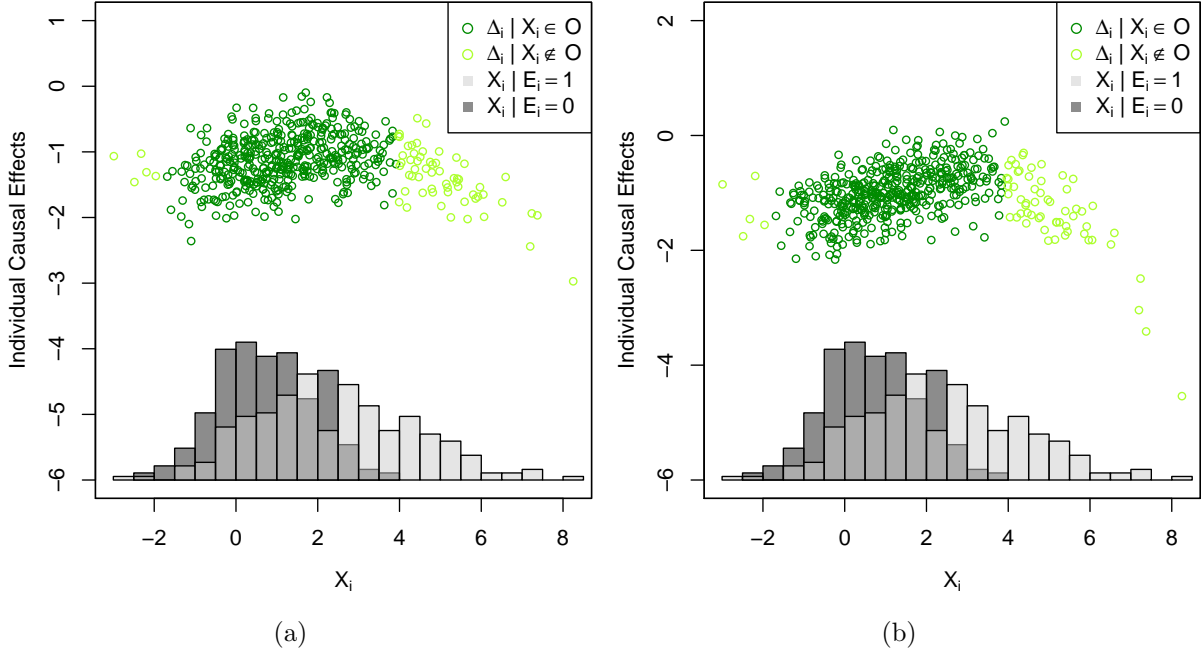 1
0
−1
−2
−3
−4
−5
−6
Individual Causal Effects
Δi | Xi ∈ O
Δi | Xi ∉ O
Xi | Ei = 1
Xi | Ei = 0
−2 0 2 4 6 8
Xi
(a)
2
0
−2
−4
−6
Individual Causal Effects
Δi | Xi ∈ O
Δi | Xi ∉ O
Xi | Ei = 1
Xi | Ei = 0
−2 0 2 4 6 8
Xi
(b)